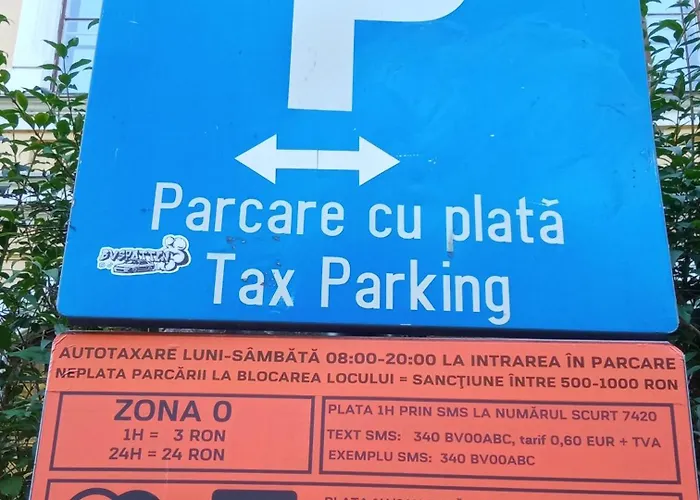 P
Parcare cu plată
Tax Parking
AUTOTAXARE LUNI-SÂMBĂTĂ 08:00-20:00 LA INTRAREA ÎN PARCARE
NEPLATA PARCĂRII LA BLOCAREA LOCULUI = SANCŢIUNE ÎNTRE 500-1000 RON
ZONA 0
1H = 3 RON
24H = 24 RON
PLATA 1H PRIN SMS LA NUMĂRUL SCURT 7420
TEXT SMS: 340 BV00ABC, tarif 0,60 EUR + TVA
EXEMPLU SMS: 340 BV00ABC